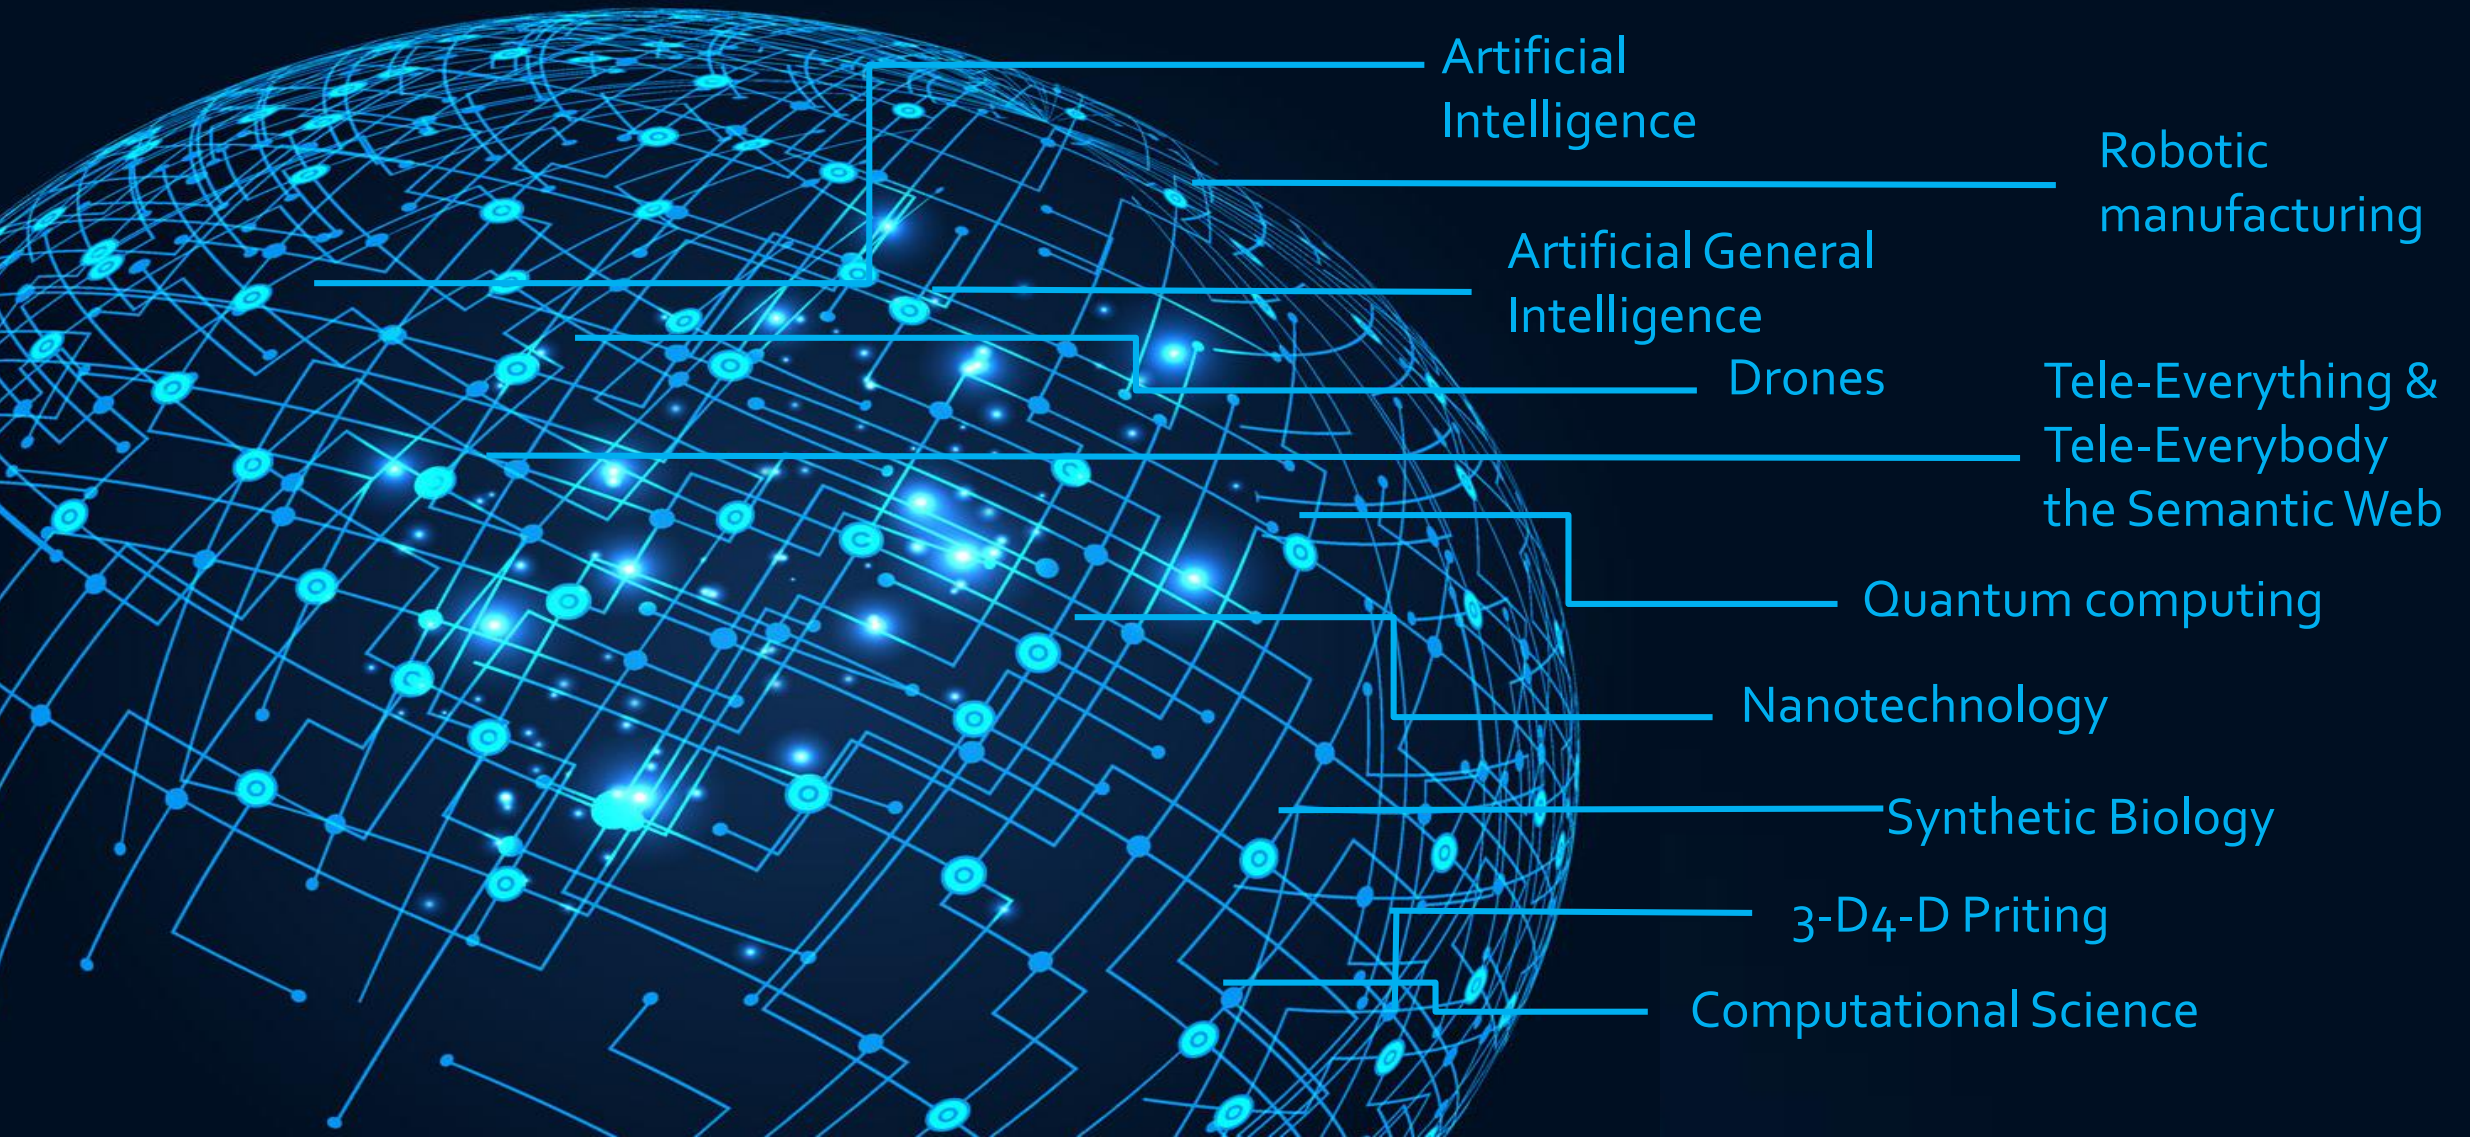 Artificial
Intelligence
Robotic
manufacturing
Artificial General
Intelligence
Drones
Tele-Everything &
Tele-Everybody
the Semantic Web
Quantum computing
Nanotechnology
Synthetic Biology
3-D4-D Priting
Computational Science